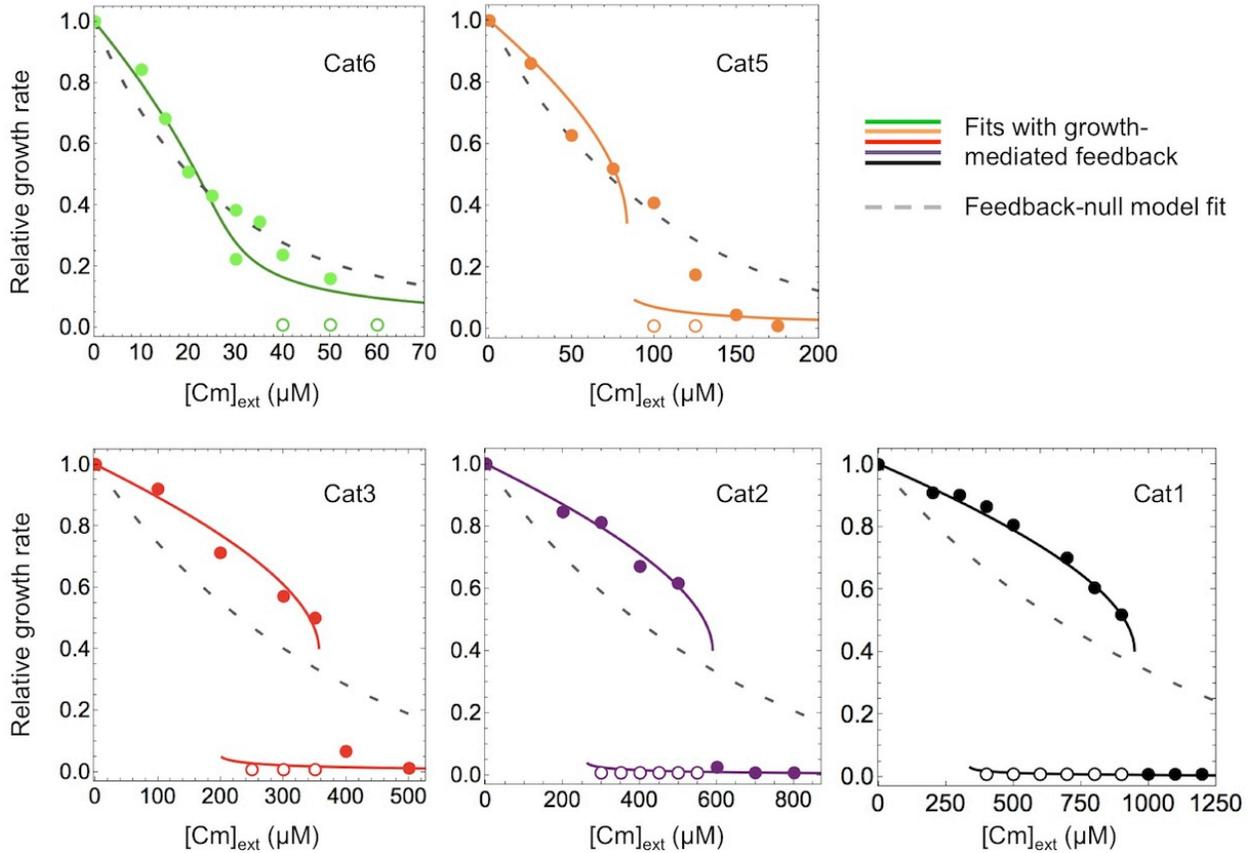 Cat6
1.0
0.8
0.6
0.4
0.2
0.0
Relative growth rate
0 10 20 30 40 50 60 70
[Cm]ext (µM)
Cat5
1.0
0.8
0.6
0.4
0.2
0.0
0 50 100 150 200
[Cm]ext (µM)
Fits with growth-
mediated feedback
Feedback-null model fit
Cat3
1.0
0.8
0.6
0.4
0.2
0.0
Relative growth rate
0 100 200 300 400 500
[Cm]ext (µM)
Cat2
1.0
0.8
0.6
0.4
0.2
0.0
0 200 400 600 800
[Cm]ext (µM)
Cat1
1.0
0.8
0.6
0.4
0.2
0.0
0 250 500 750 1000 1250
[Cm]ext (µM)